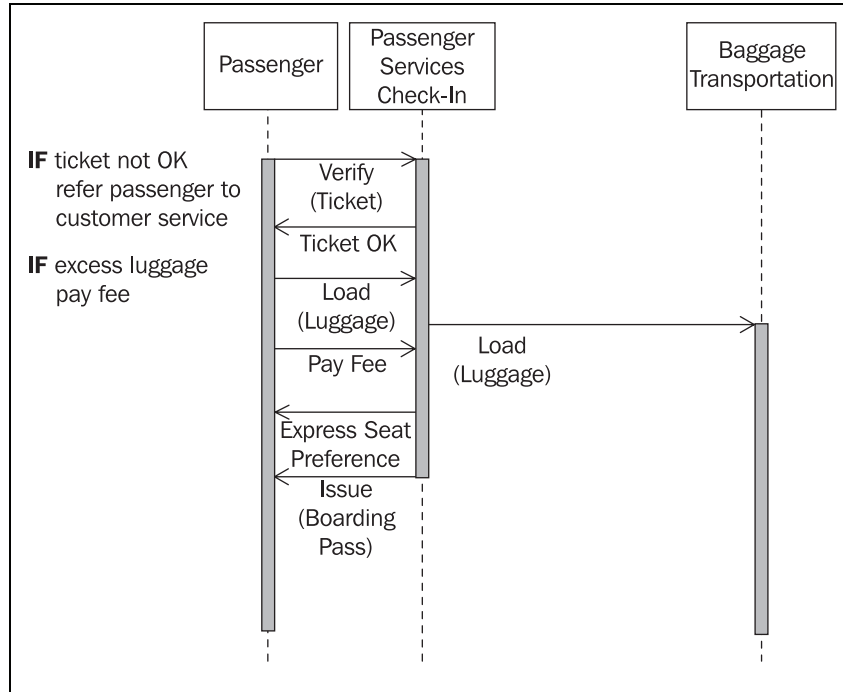 Passenger
Passenger
Services
Check-In
Baggage
Transportation
IF ticket not OK
refer passenger to
customer service
IF excess luggage
pay fee
Verify
(Ticket)
Ticket OK
Load
(Luggage)
Pay Fee
Load
(Luggage)
Express Seat
Preference
Issue
(Boarding
Pass)